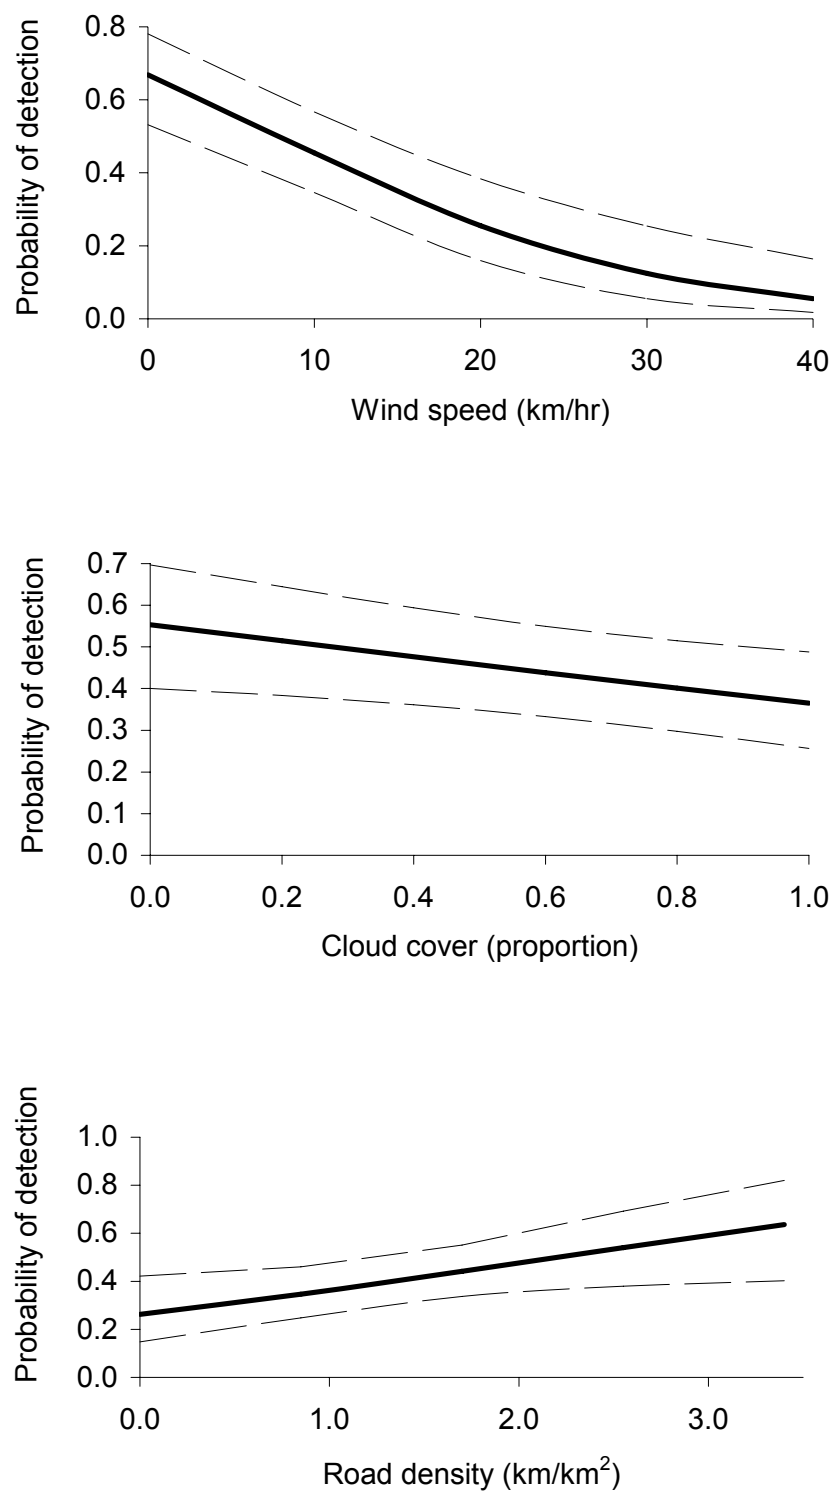 Probability of detection
0.8
0.6
0.4
0.2
0.0
0 10 20 30 40
Wind speed (km/hr)
Probability of detection
0.7
0.6
0.5
0.4
0.3
0.2
0.1
0.0
0.0 0.2 0.4 0.6 0.8 1.0
Cloud cover (proportion)
Probability of detection
1.0
0.8
0.6
0.4
0.2
0.0
0.0 1.0 2.0 3.0
Road density (km/km²)